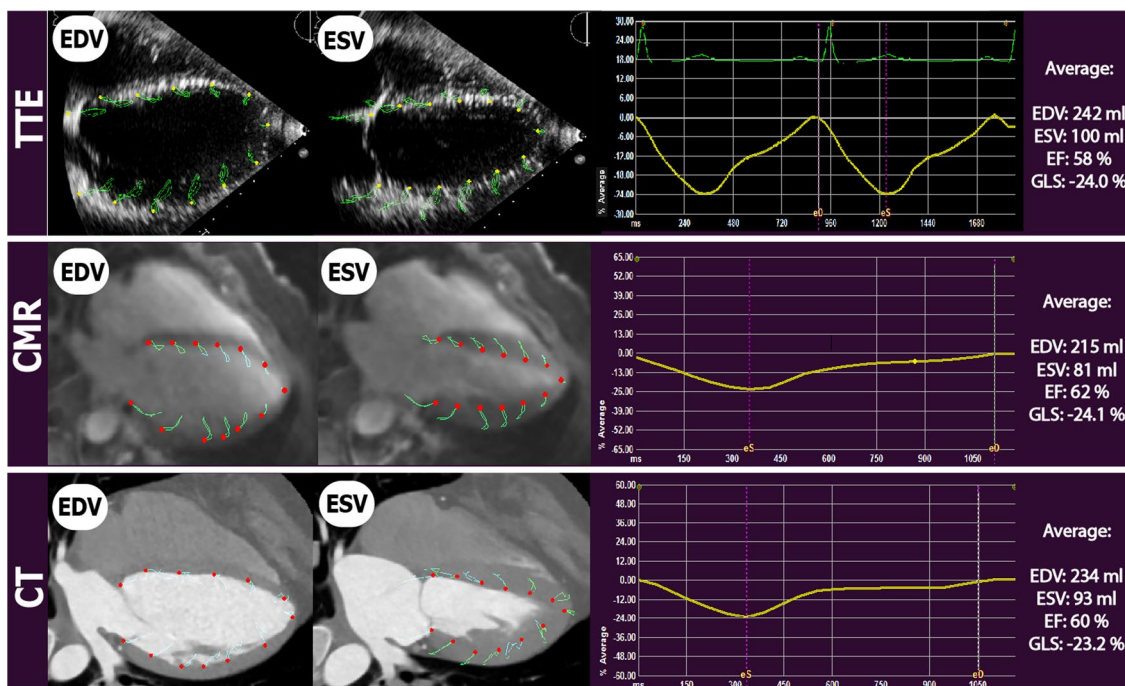 TTE
EDV
ESV
30.00
24.00
18.00
12.00
6.00
0.00
-6.00
-12.00
-18.00
-24.00
-30.00
% Average
ms
240
480
720
960
1200
1440
1680
eD
eS
Average:
EDV: 242 ml
ESV: 100 ml
EF: 58 %
GLS: -24.0 %
CMR
EDV
ESV
65.00
52.00
39.00
26.00
13.00
0.00
-13.00
-26.00
-39.00
-52.00
-65.00
% Average
ms
150
300
450
600
750
900
1050
eS
eD
Average:
EDV: 215 ml
ESV: 81 ml
EF: 62 %
GLS: -24.1 %
CT
EDV
ESV
60.00
48.00
36.00
24.00
12.00
0.00
-12.00
-24.00
-36.00
-48.00
-60.00
% Average
ms
150
300
450
600
750
900
1050
eS
eD
Average:
EDV: 234 ml
ESV: 93 ml
EF: 60 %
GLS: -23.2 %